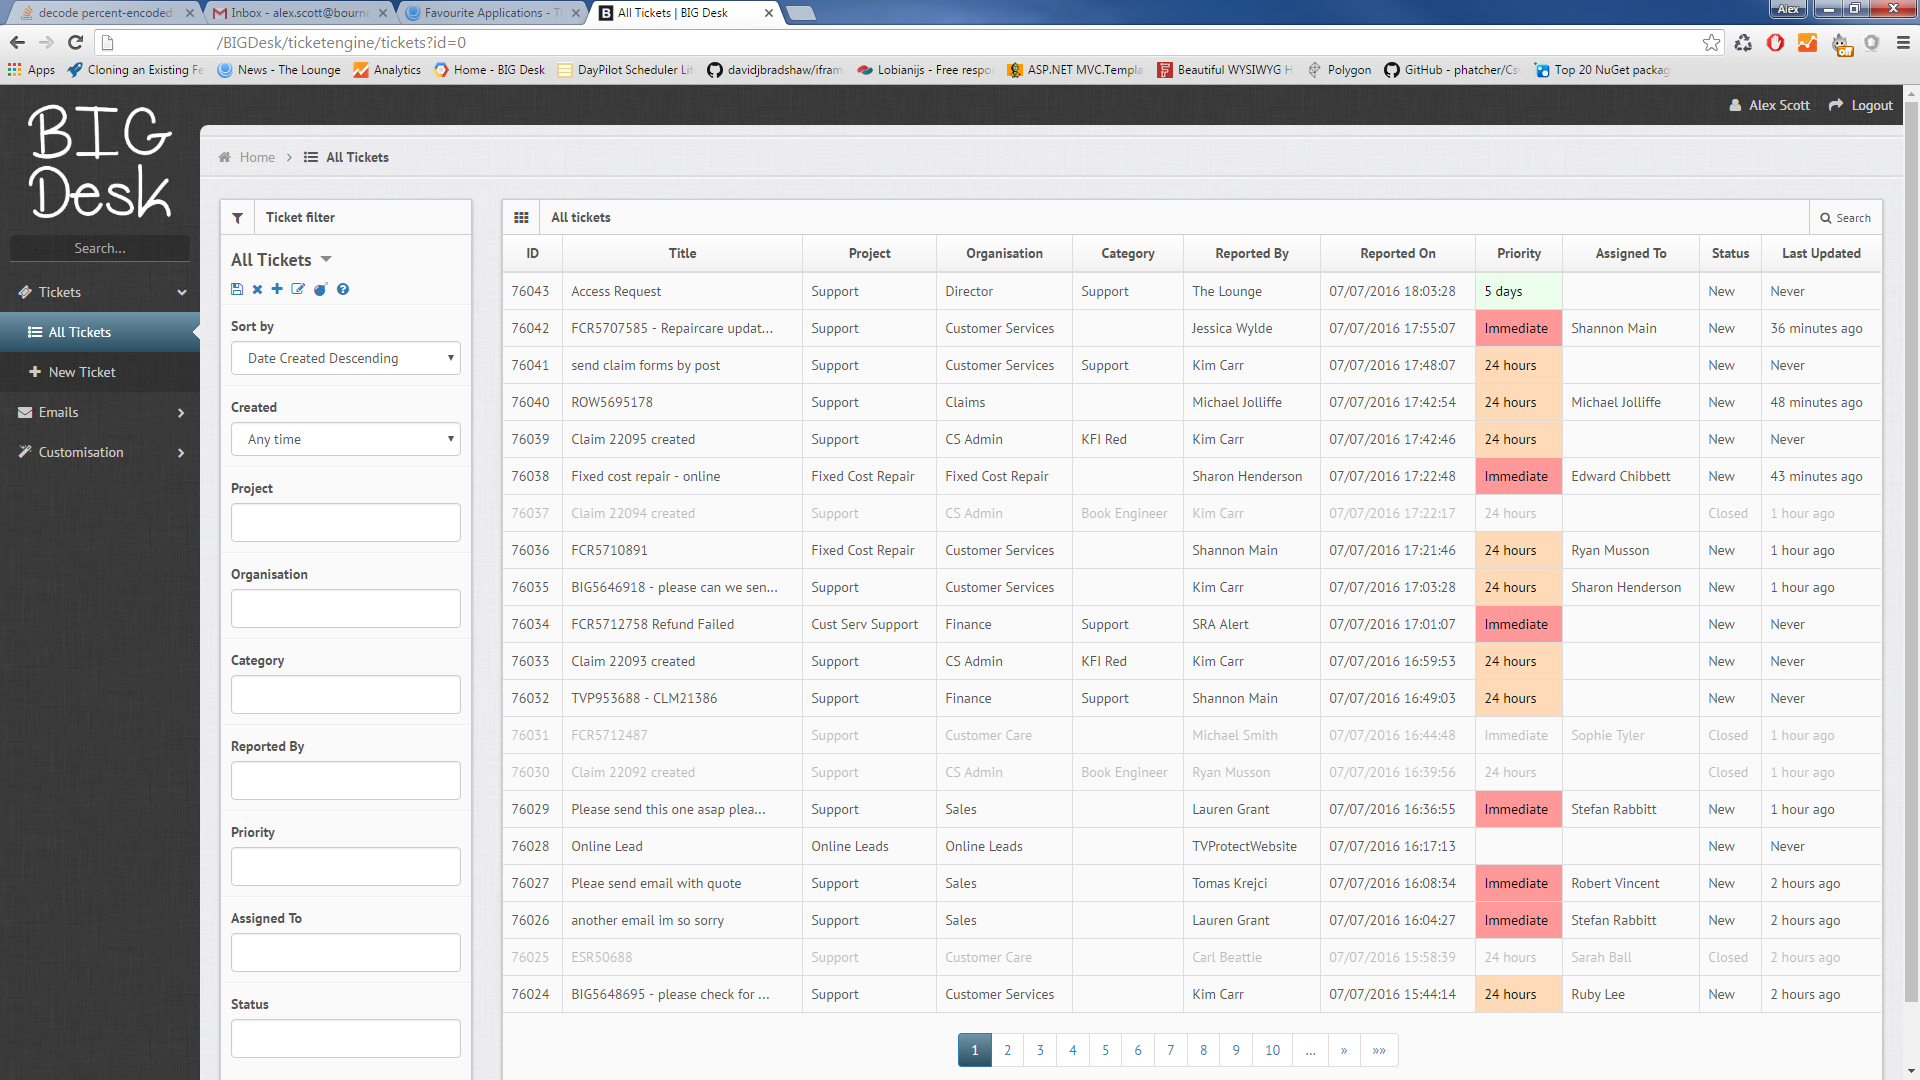 decode percent-encoded
Inbox - alex.scott@bourne
Favourite Applications - T
All Tickets | BIG Desk
Alex
/BIGDesk/ticketengine/tickets?id=0
Apps
Cloning an Existing Fe
News - The Lounge
Analytics
Home - BIG Desk
DayPilot Scheduler Lit
davidjbradshaw/ifram
Lobianijs - Free respo
ASP.NET MVC.Templa
Beautiful WYSIWYG H
Polygon
GitHub - phatcher/Cs
Top 20 NuGet packag
off
BIG
Desk
Alex Scott
Logout
Search...
Tickets
All Tickets
New Ticket
Emails
Customisation
Home > All Tickets
Ticket filter
All Tickets
Sort by
Date Created Descending
Created
Any time
Project
Organisation
Category
Reported By
Priority
Assigned To
Status
All tickets
Search
ID Title Project Organisation Category Reported By Reported On Priority Assigned To Status Last Updated
76043 Access Request Support Director Support The Lounge 07/07/2016 18:03:28 5 days New Never
76042 FCR5707585 - Repaircare updat... Support Customer Services Jessica Wylde 07/07/2016 17:55:07 Immediate Shannon Main New 36 minutes ago
76041 send claim forms by post Support Customer Services Support Kim Carr 07/07/2016 17:48:07 24 hours New Never
76040 ROW5695178 Support Claims Michael Jolliffe 07/07/2016 17:42:54 24 hours Michael Jolliffe New 48 minutes ago
76039 Claim 22095 created Support CS Admin KFI Red Kim Carr 07/07/2016 17:42:46 24 hours New Never
76038 Fixed cost repair - online Fixed Cost Repair Fixed Cost Repair Sharon Henderson 07/07/2016 17:22:48 Immediate Edward Chibbett New 43 minutes ago
76037 Claim 22094 created Support CS Admin Book Engineer Kim Carr 07/07/2016 17:22:17 24 hours Closed 1 hour ago
76036 FCR5710891 Fixed Cost Repair Customer Services Shannon Main 07/07/2016 17:21:46 24 hours Ryan Musson New 1 hour ago
76035 BIG5646918 - please can we sen... Support Customer Services Kim Carr 07/07/2016 17:03:28 24 hours Sharon Henderson New 1 hour ago
76034 FCR5712758 Refund Failed Cust Serv Support Finance Support SRA Alert 07/07/2016 17:01:07 Immediate New Never
76033 Claim 22093 created Support CS Admin KFI Red Kim Carr 07/07/2016 16:59:53 24 hours New Never
76032 TVP953688 - CLM21386 Support Finance Support Shannon Main 07/07/2016 16:49:03 24 hours New Never
76031 FCR5712487 Support Customer Care Michael Smith 07/07/2016 16:44:48 Immediate Sophie Tyler Closed 1 hour ago
76030 Claim 22092 created Support CS Admin Book Engineer Ryan Musson 07/07/2016 16:39:56 24 hours Closed 1 hour ago
76029 Please send this one asap plea... Support Sales Lauren Grant 07/07/2016 16:36:55 Immediate Stefan Rabbitt New 1 hour ago
76028 Online Lead Online Leads Online Leads TVProtectWebsite 07/07/2016 16:17:13 New Never
76027 Pleae send email with quote Support Sales Tomas Krejci 07/07/2016 16:08:34 Immediate Robert Vincent New 2 hours ago
76026 another email im so sorry Support Sales Lauren Grant 07/07/2016 16:04:27 Immediate Stefan Rabbitt New 2 hours ago
76025 ESR50688 Support Customer Care Carl Beattie 07/07/2016 15:58:39 24 hours Sarah Ball Closed 2 hours ago
76024 BIG5648695 - please check for ... Support Customer Services Kim Carr 07/07/2016 15:44:14 24 hours Ruby Lee New 2 hours ago
1 2 3 4 5 6 7 8 9 10 ... » »»